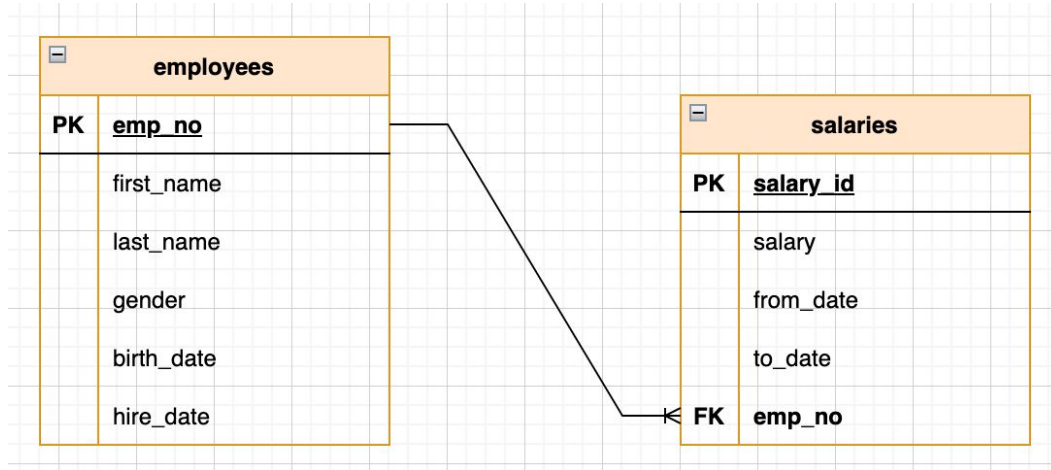 employees
PK emp_no
first_name
last_name
gender
birth_date
hire_date
salaries
PK salary_id
salary
from_date
to_date
FK emp_no